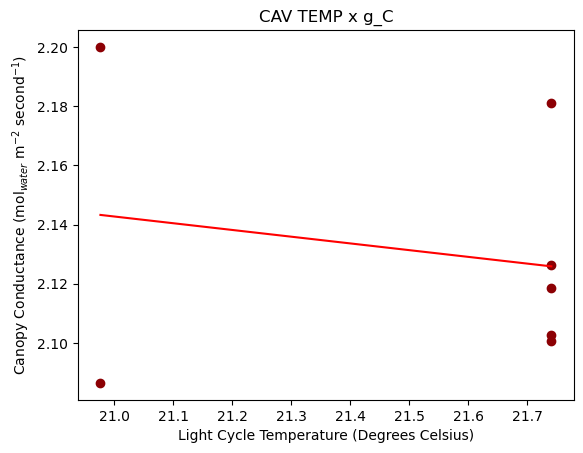 CAV TEMP x g_C
Canopy Conductance (mol_water m⁻² second⁻¹)
2.20
2.18
2.16
2.14
2.12
2.10
21.0 21.1 21.2 21.3 21.4 21.5 21.6 21.7
Light Cycle Temperature (Degrees Celsius)